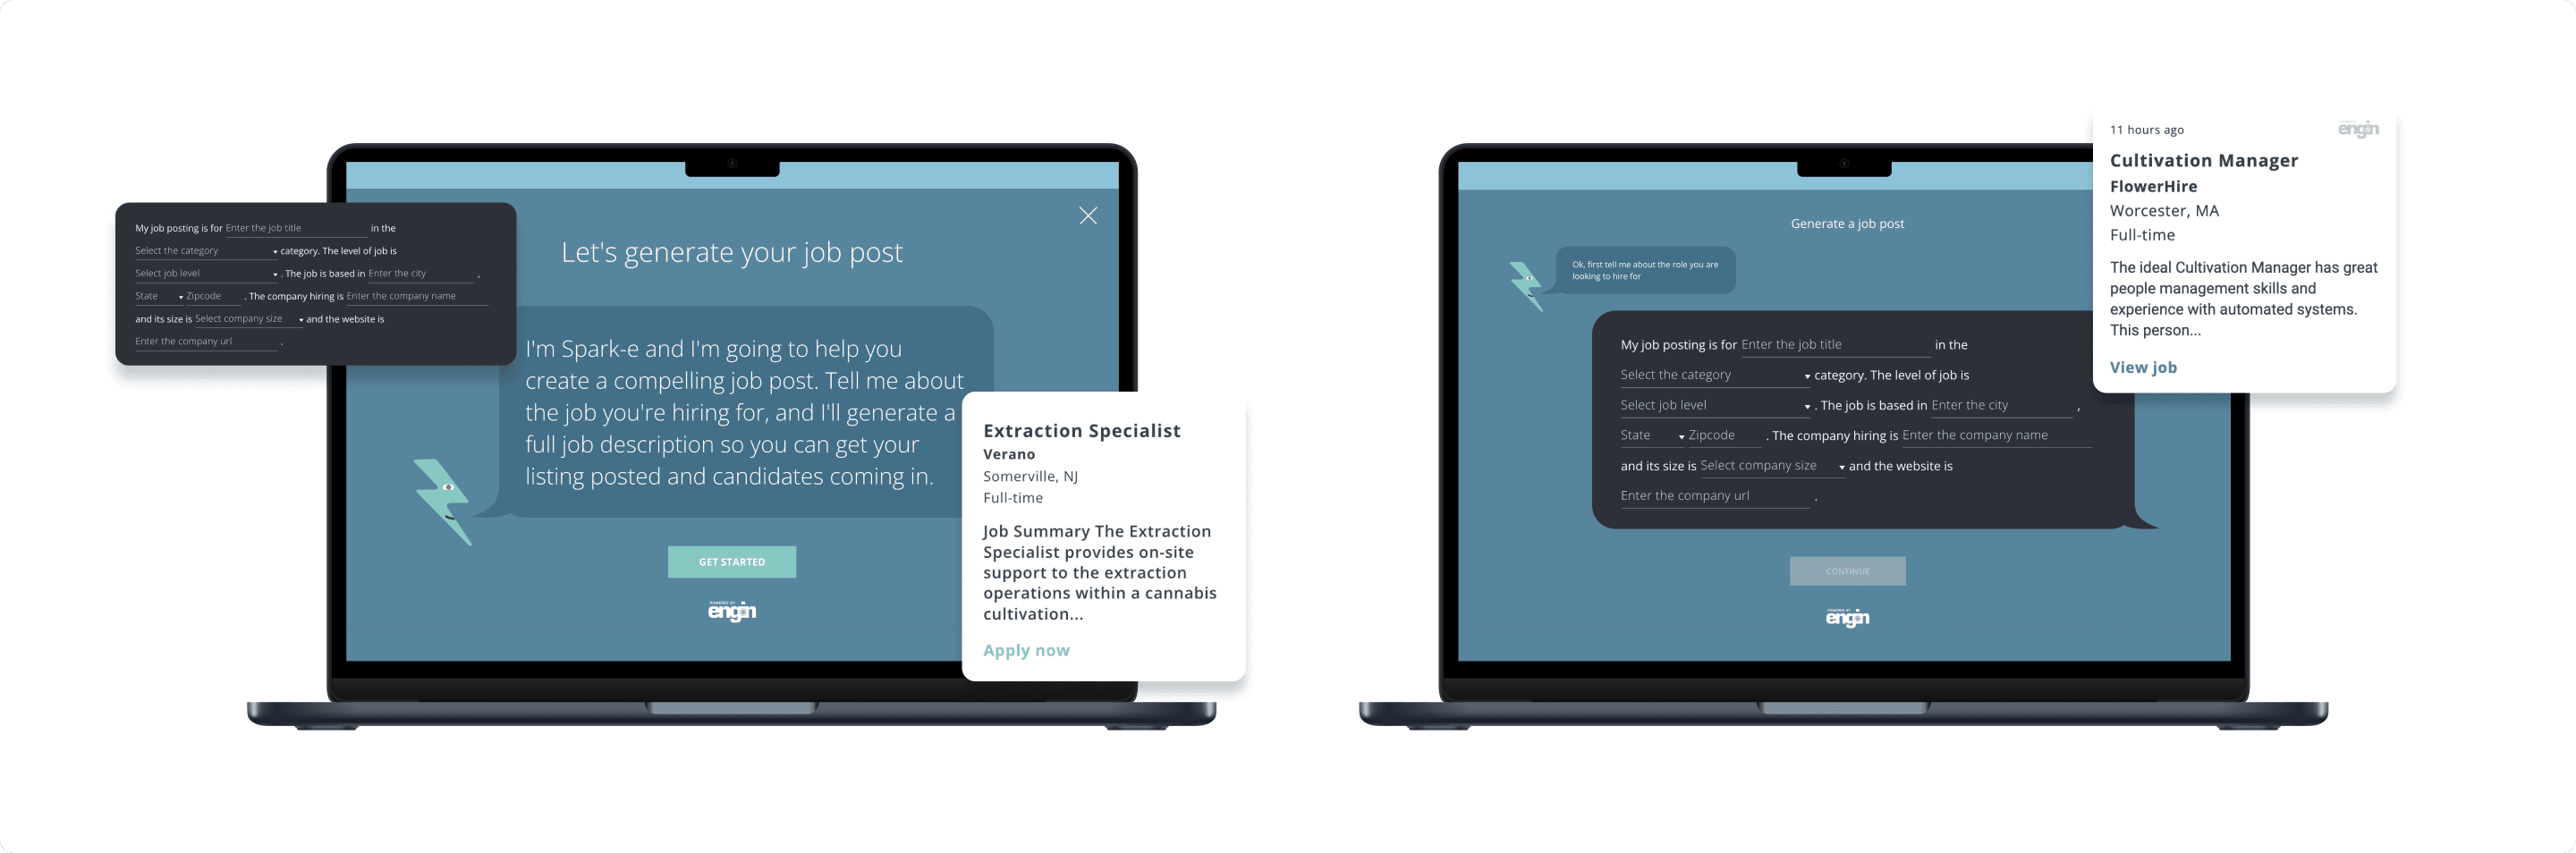 My job posting is for Enter the job title in the
Select the category category. The level of job is
Select job level . The job is based in Enter the city ,
State Zipcode . The company hiring is Enter the company name
and its size is Select company size and the website is
Enter the company url .
Let's generate your job post
I'm Spark-e and I'm going to help you
create a compelling job post. Tell me about
the job you're hiring for, and I'll generate a
full job description so you can get your
listing posted and candidates coming in.
GET STARTED
POWERED BY
engin
Extraction Specialist
Verano
Somerville, NJ
Full-time
Job Summary The Extraction
Specialist provides on-site
support to the extraction
operations within a cannabis
cultivation...
Apply now
Generate a job post
Ok, first tell me about the role you are
looking to hire for
My job posting is for Enter the job title in the
Select the category category. The level of job is
Select job level . The job is based in Enter the city ,
State Zipcode . The company hiring is Enter the company name
and its size is Select company size and the website is
Enter the company url .
CONTINUE
POWERED BY
engin
11 hours ago
engin
Cultivation Manager
FlowerHire
Worcester, MA
Full-time
The ideal Cultivation Manager has great
people management skills and
experience with automated systems.
This person...
View job